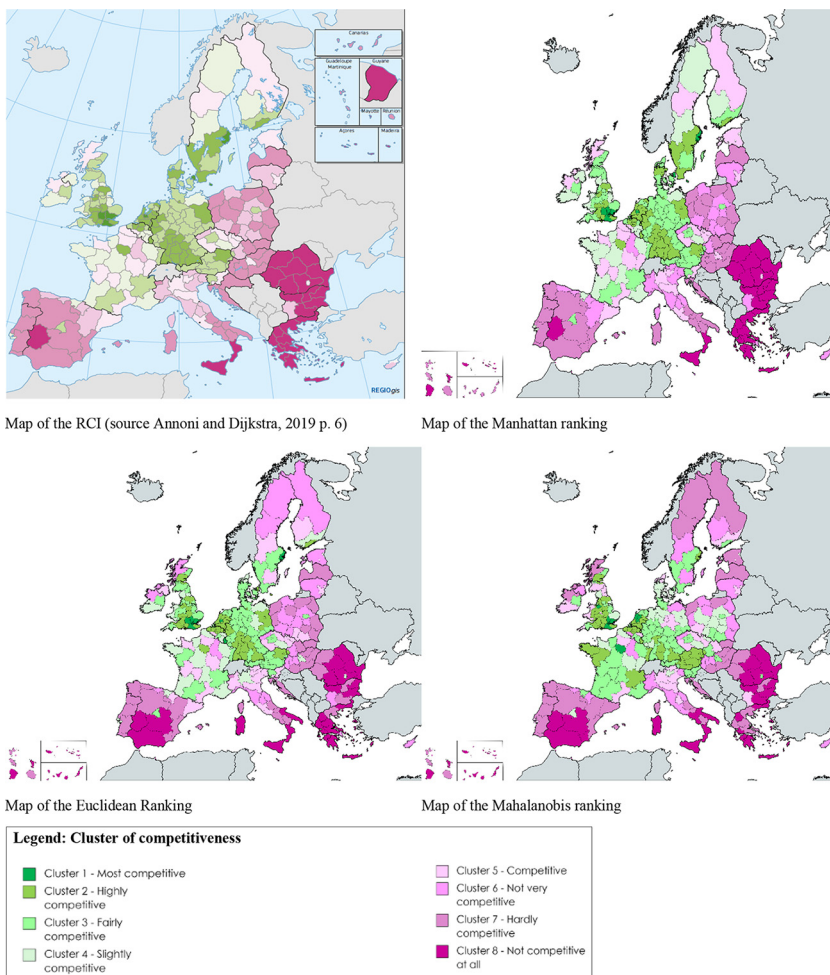 Canarias
Guadeloupe
Martinique
Guyane
Mayotte
Réunion
Açores
Madeira
REGIOgis
Map of the RCI (source Annoni and Dijkstra, 2019 p. 6)
Map of the Manhattan ranking
Map of the Euclidean Ranking
Map of the Mahalanobis ranking
Legend: Cluster of competitiveness
Cluster 1 - Most competitive
Cluster 2 - Highly
competitive
Cluster 3 - Fairly
competitive
Cluster 4 - Slightly
competitive
Cluster 5 - Competitive
Cluster 6 - Not very
competitive
Cluster 7 - Hardly
competitive
Cluster 8 - Not competitive
at all